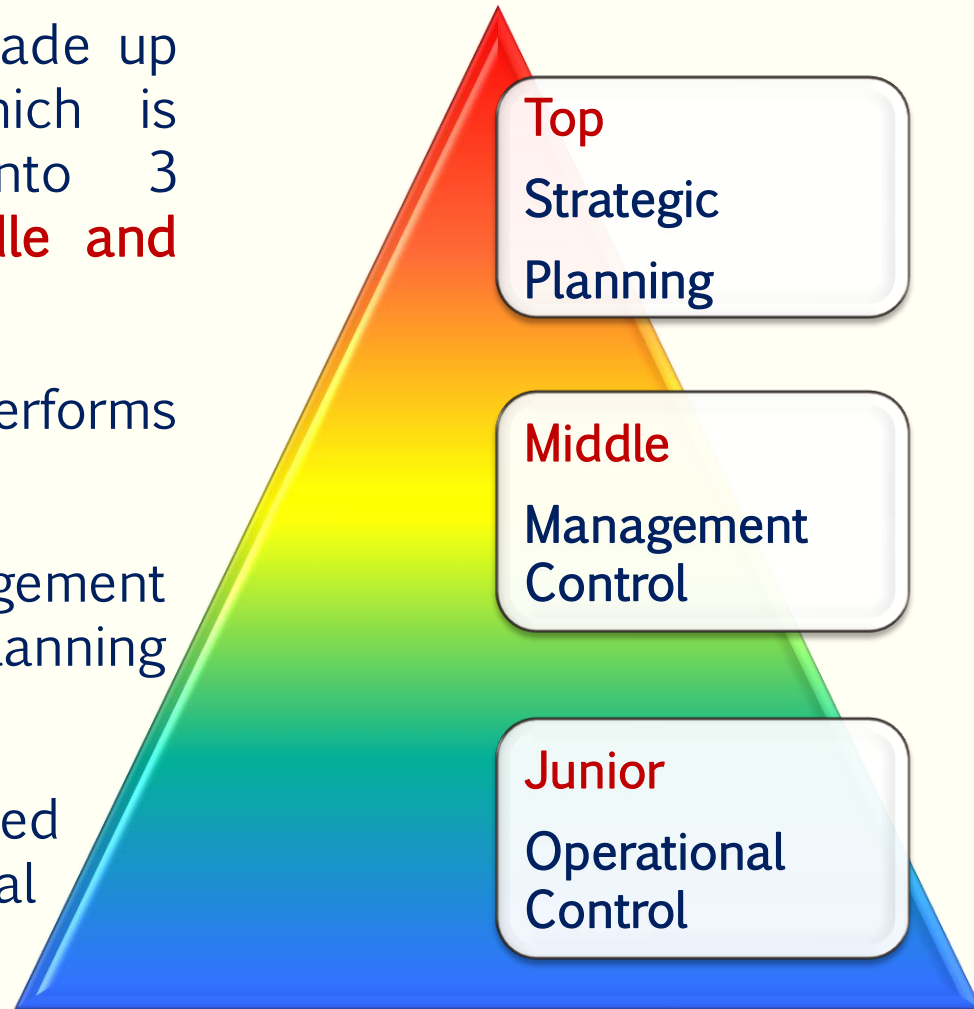 ade up
hich is
nto 3
dle and
erforms
gement
lanning
ed
al
Top
Strategic
Planning
Middle
Management
Control
Junior
Operational
Control